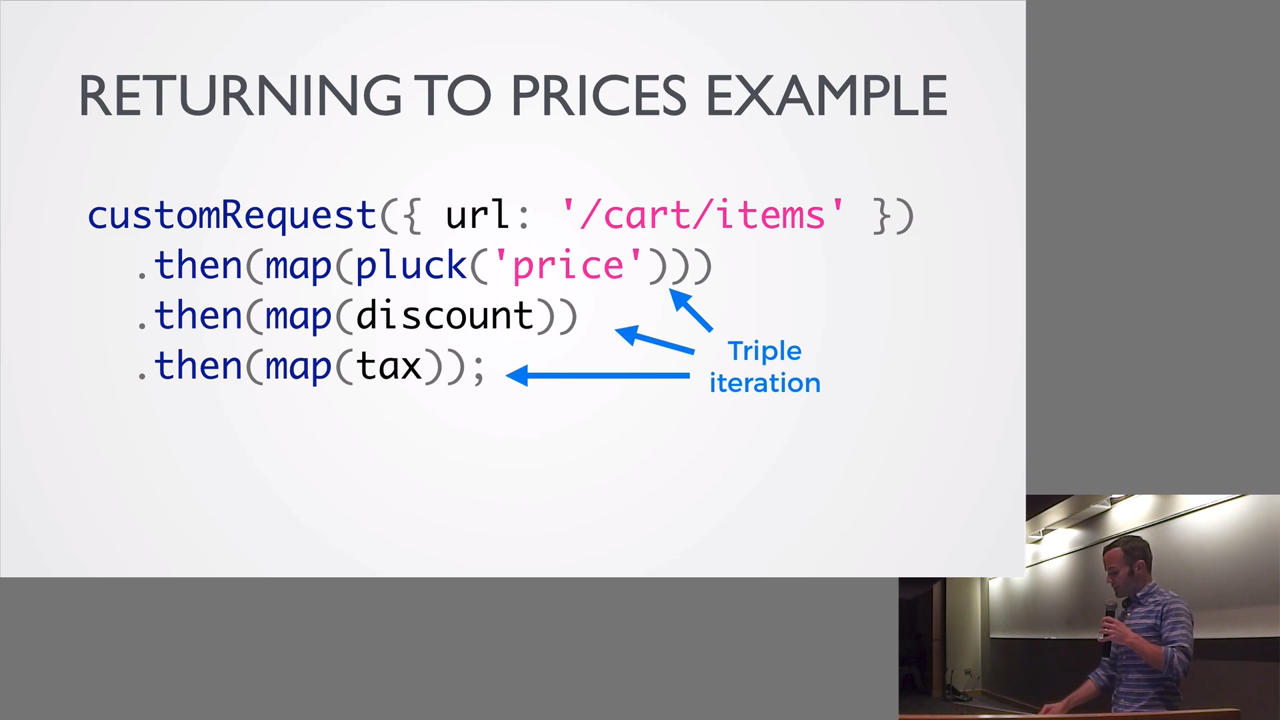 RETURNING TO PRICES EXAMPLE
customRequest({ url: '/cart/items' })
.then(map(pluck('price')))
.then(map(discount))
.then(map(tax));
Triple
iteration